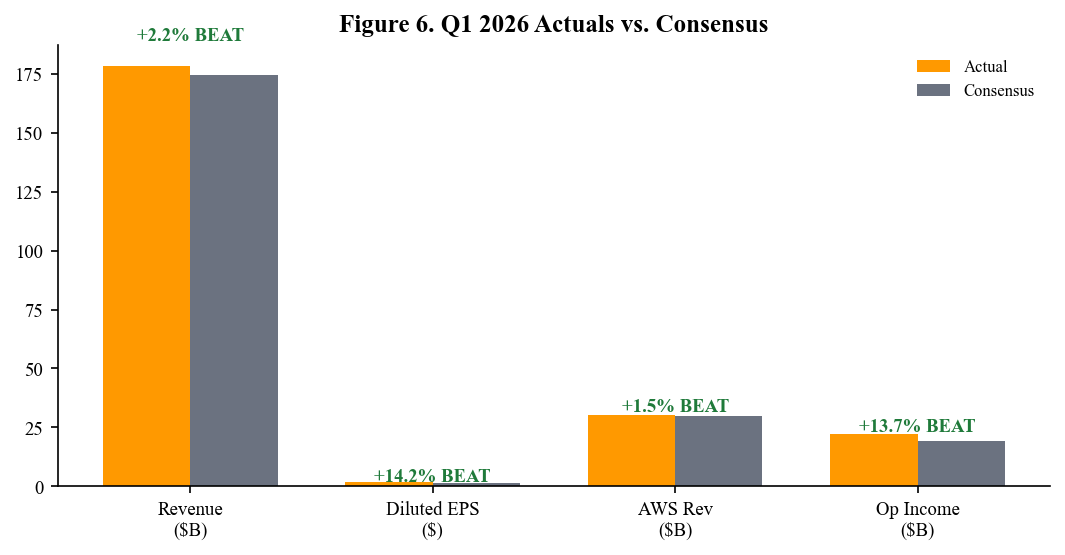 Figure 6. Q1 2026 Actuals vs. Consensus
+2.2% BEAT
Actual
Consensus
175
150
125
100
75
50
25
0
+14.2% BEAT
+1.5% BEAT
+13.7% BEAT
Revenue
($B)
Diluted EPS
($)
AWS Rev
($B)
Op Income
($B)